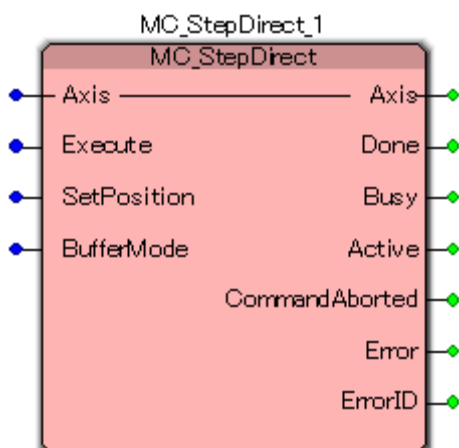 MC_StepDirect_1
MC_StepDirect
Axis Axis
Execute Done
SetPosition Busy
BufferMode Active
CommandAborted
Error
ErrorID